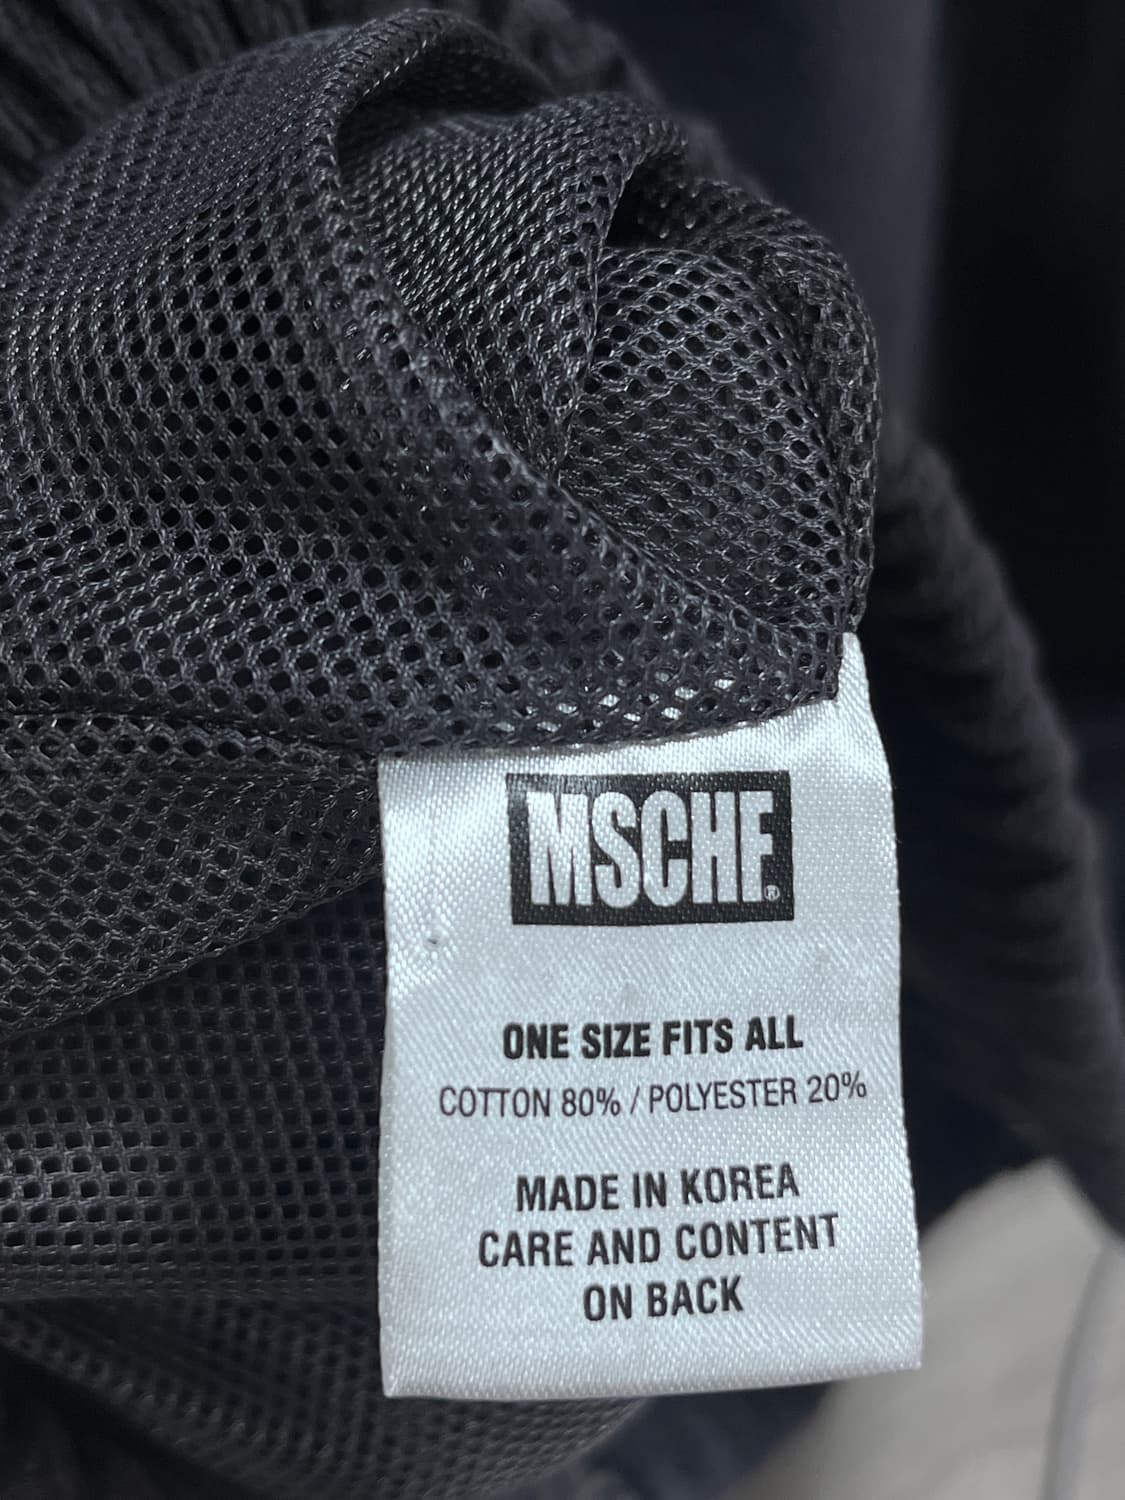 MSCHF®
ONE SIZE FITS ALL
COTTON 80% / POLYESTER 20%
MADE IN KOREA
CARE AND CONTENT
ON BACK